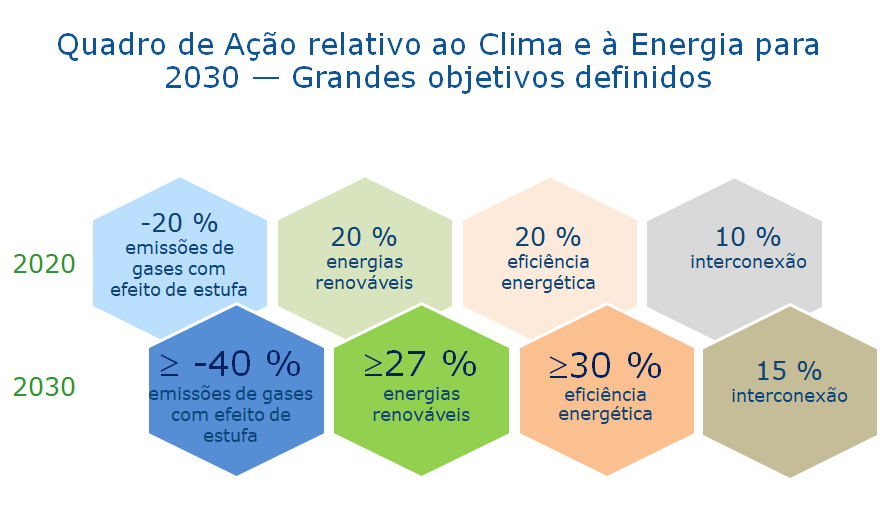 Quadro de Ação relativo ao Clima e à Energia para
2030 — Grandes objetivos definidos
2020
-20 %
emissões de
gases com
efeito de estufa
20 %
energias
renováveis
20 %
eficiência
energética
10 %
interconexão
2030
≥ -40 %
emissões de gases
com efeito de
estufa
≥27 %
energias
renováveis
≥30 %
eficiência
energética
15 %
interconexão